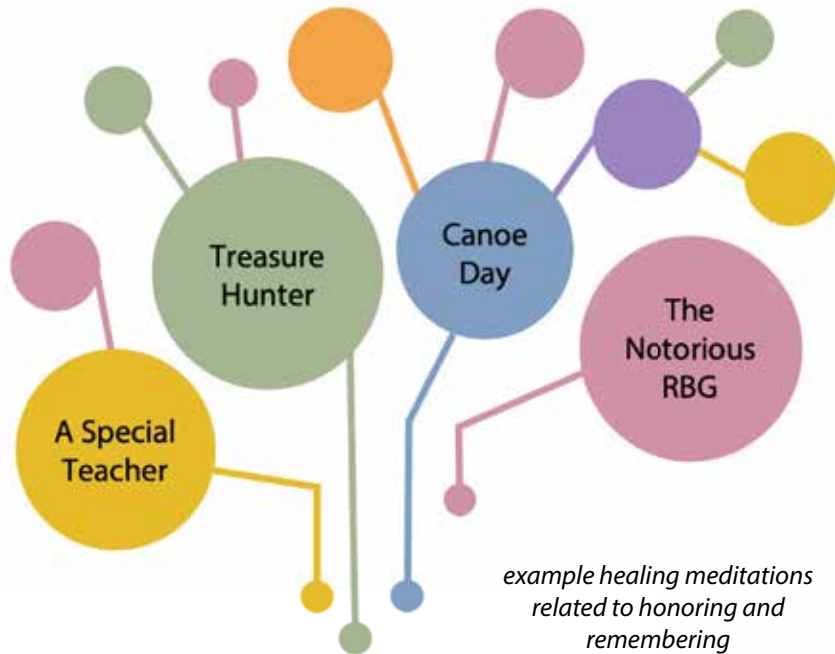 Treasure
Hunter
Canoe
Day
The
Notorious
RBG
A Special
Teacher
example healing meditations
related to honoring and
remembering